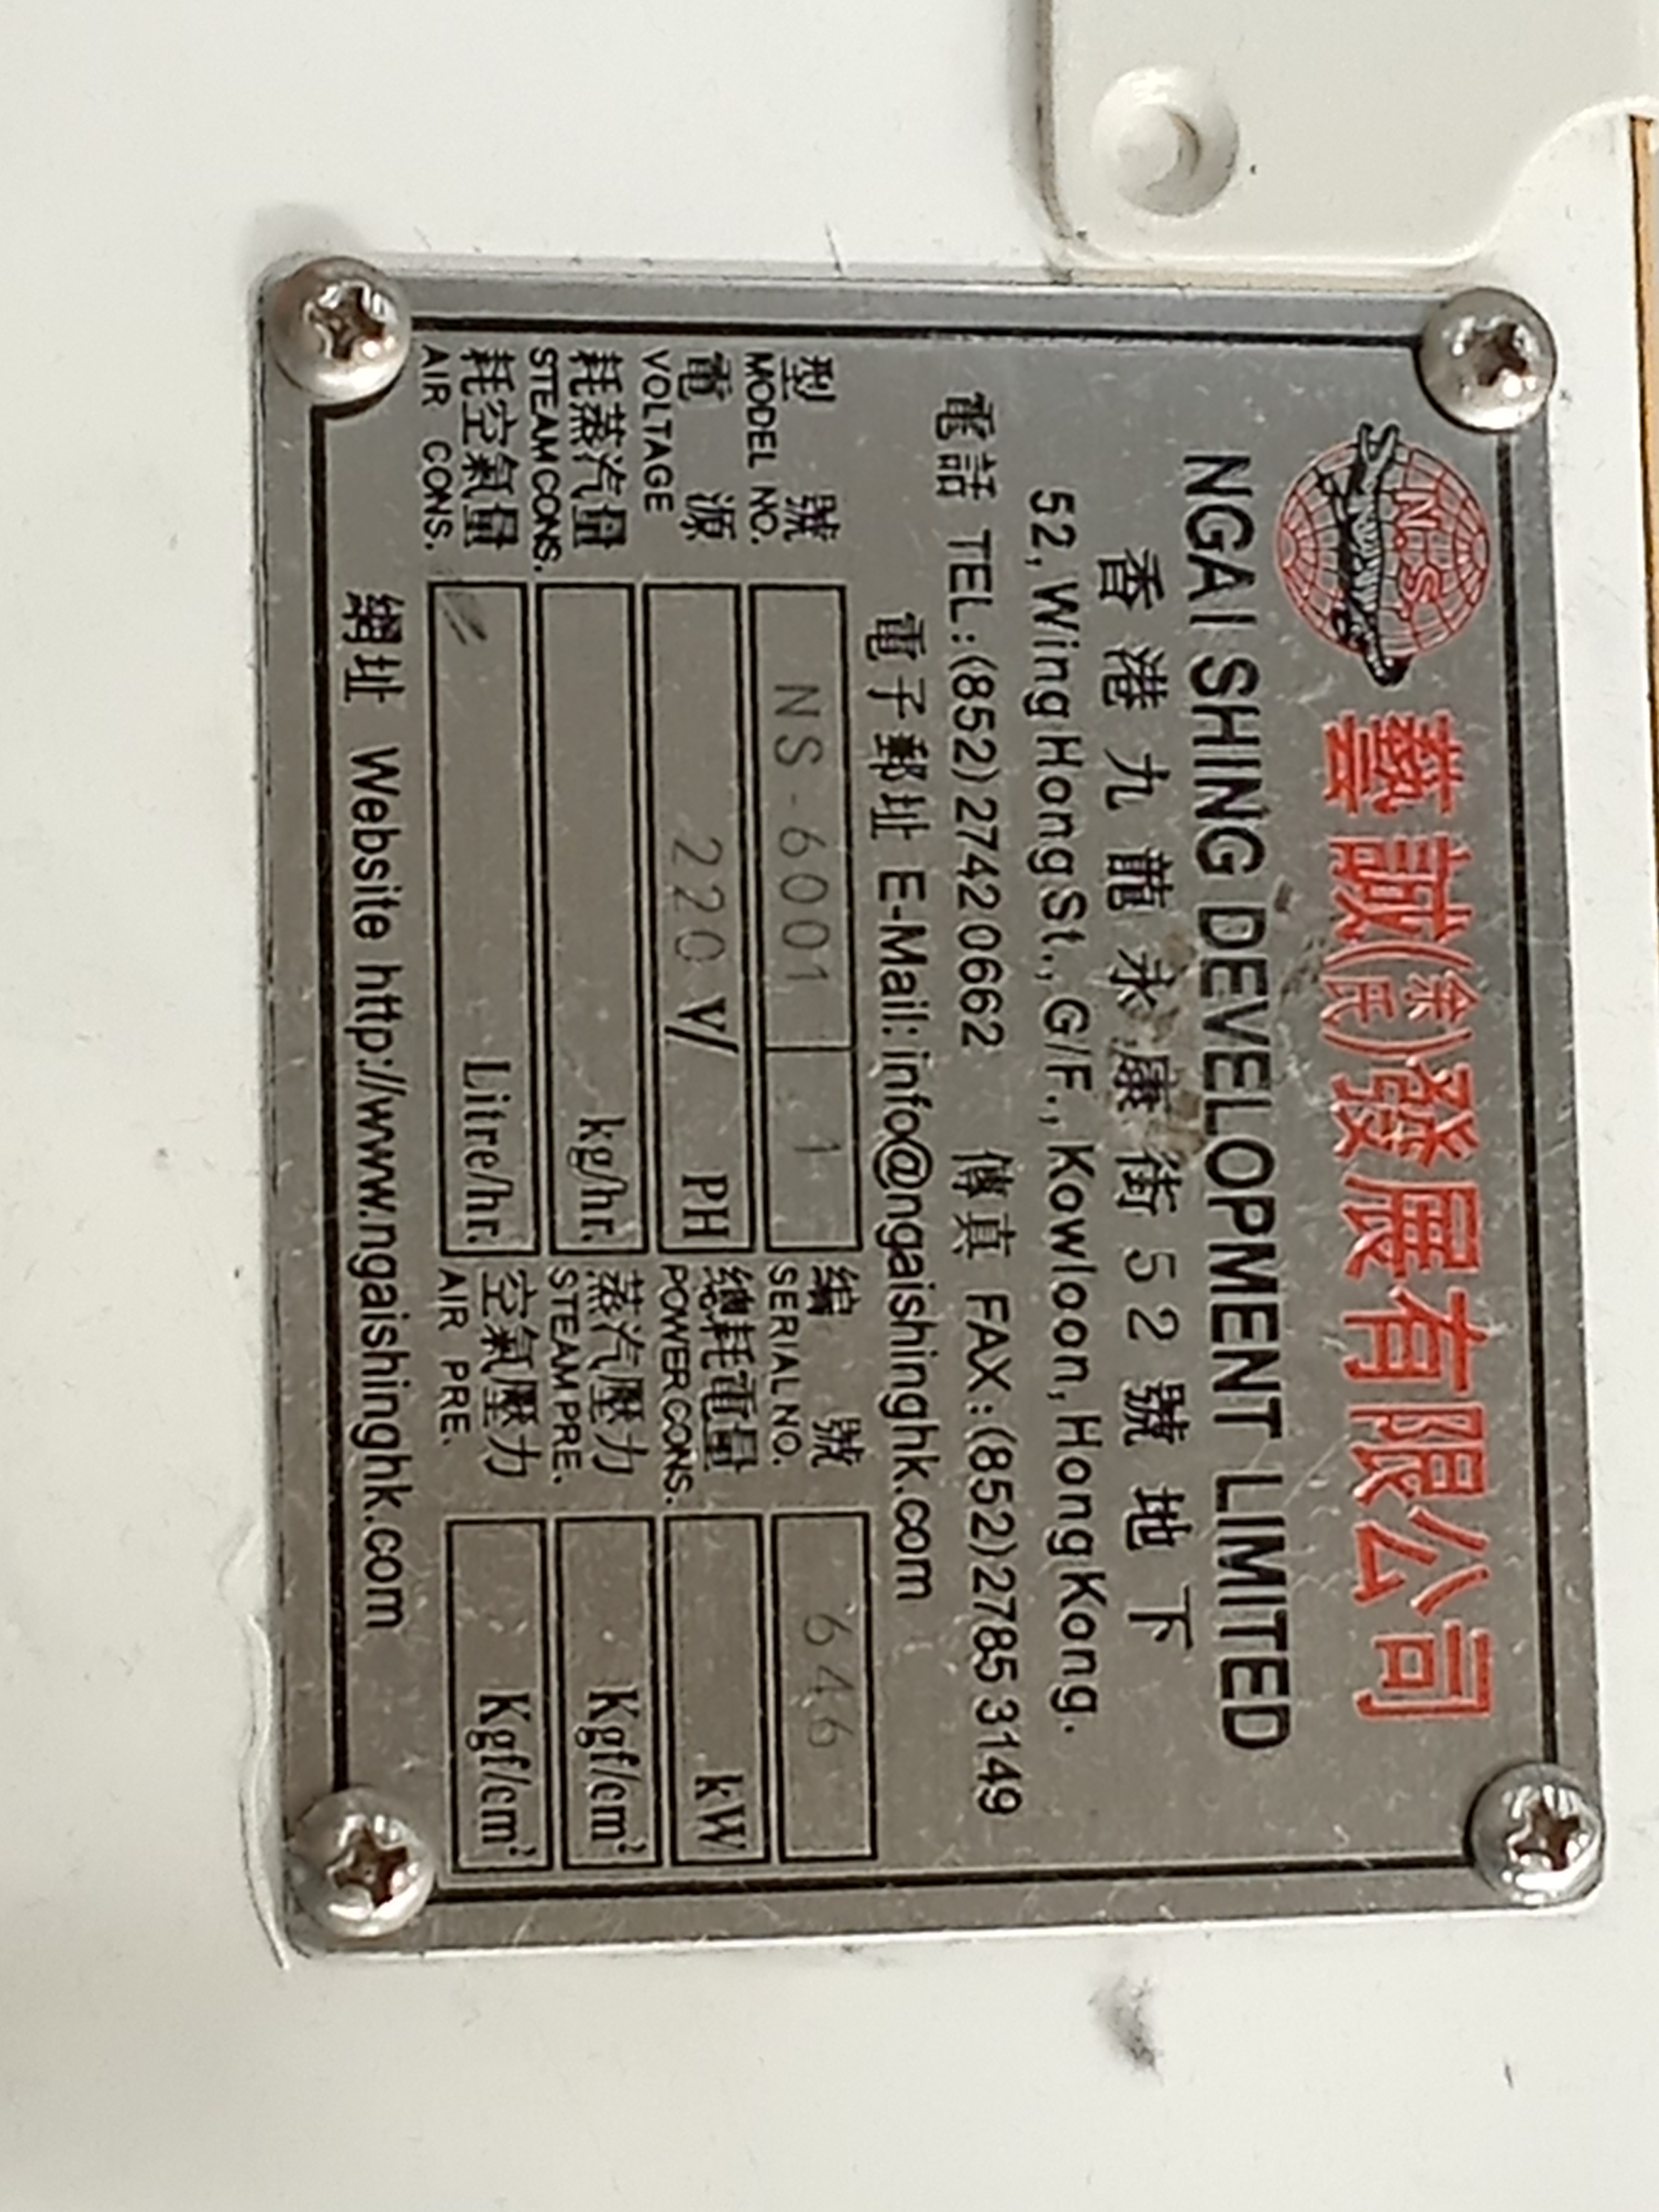 N.S.
藝誠(余氏)發展有限公司
NGAI SHING DEVELOPMENT LIMITED
香港九龍永康街52號地下
52, Wing Hong St., G/F., Kowloon, Hong Kong.
電話 TEL:(852)2742 0662 傳真 FAX:(852)2785 3149
電子郵址 E-Mail: info@ngaishinghk.com
型號 MODEL NO. NS-6001 1 編號 SERIAL NO. 646
電源 VOLTAGE 220 V/ PH 總耗電量 POWER CONS. kW
耗蒸汽量 STEAM CONS. kg/hr. 蒸汽壓力 STEAM PRE. Kgf/cm²
耗空氣量 AIR CONS. Litre/hr. 空氣壓力 AIR PRE. Kgf/cm²
網址 Website http://www.ngaishinghk.com